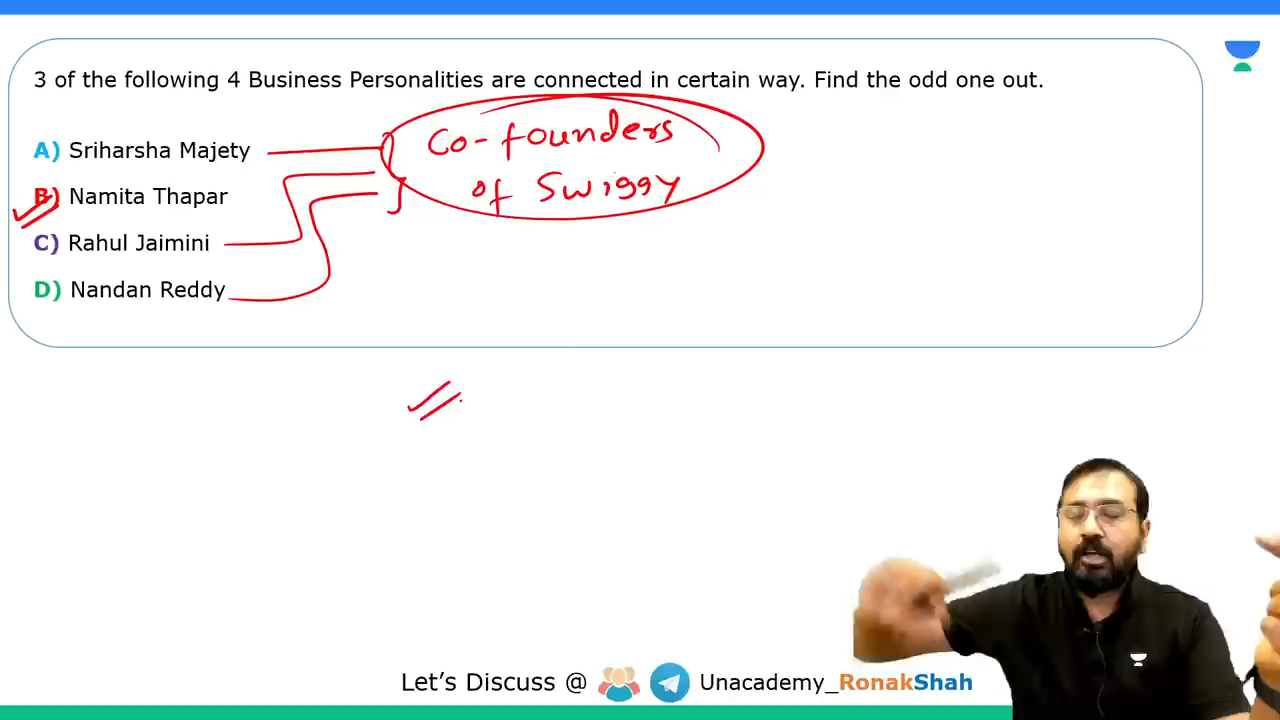 3 of the following 4 Business Personalities are connected in certain way. Find the odd one out.
A) Sriharsha Majety
B) Namita Thapar
C) Rahul Jaimini
D) Nandan Reddy
Co-founders
of Swiggy
Let's Discuss @ Unacademy_RonakShah